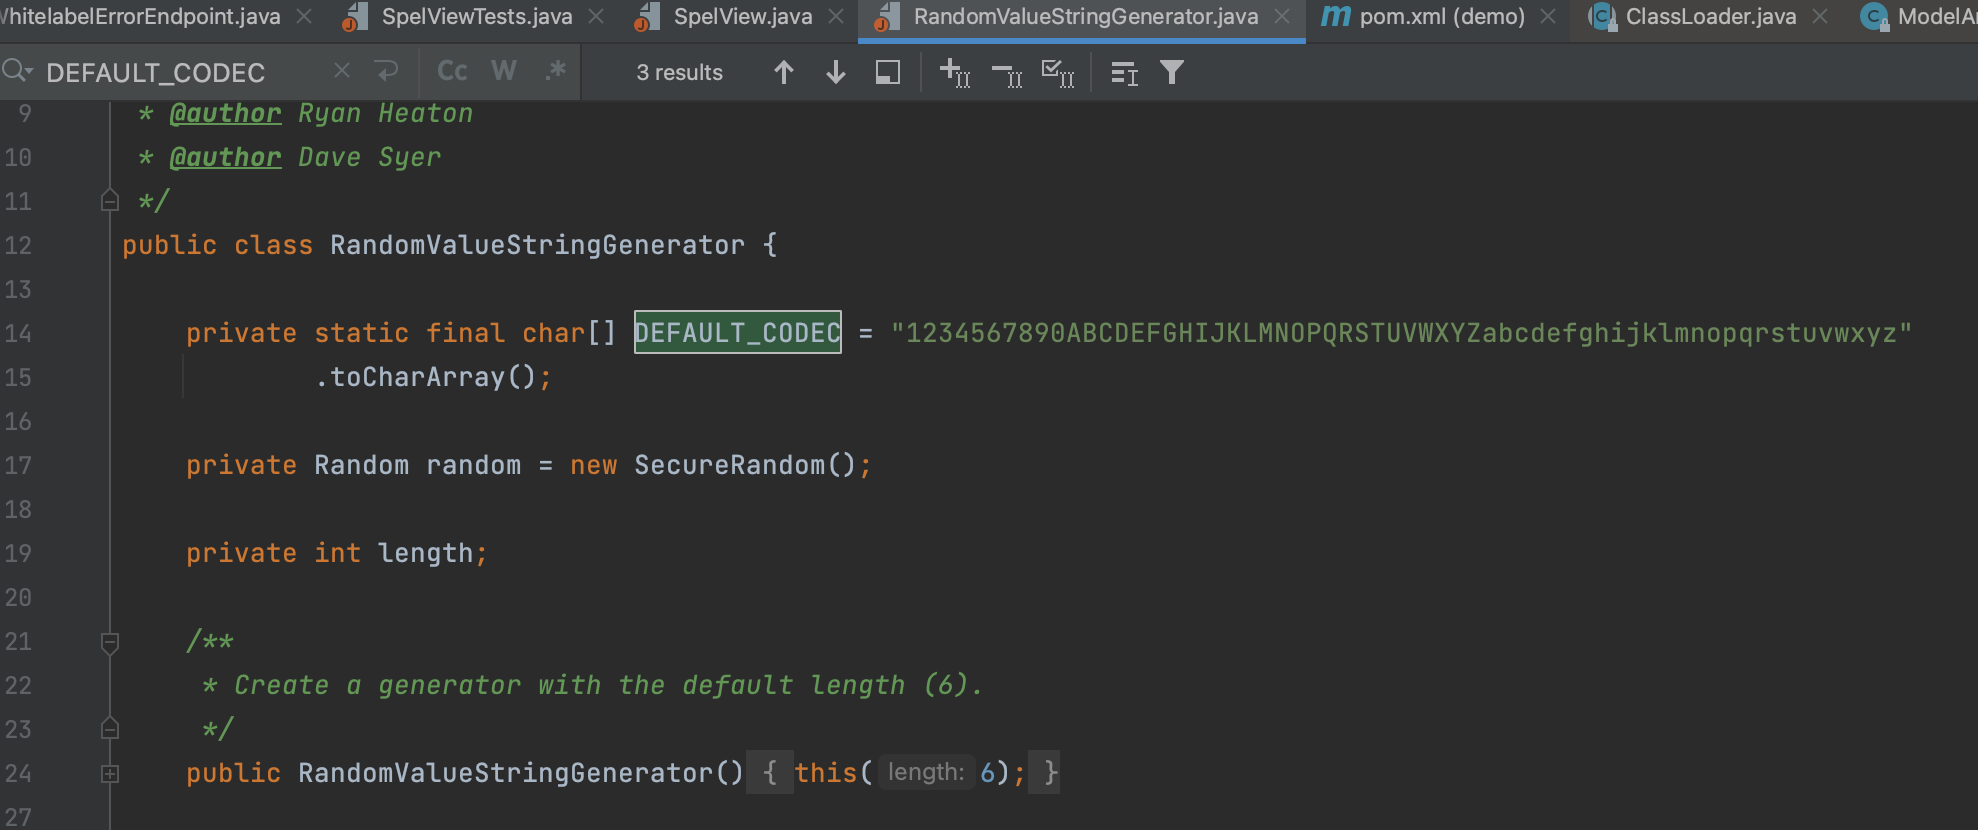 hitelabelErrorEndpoint.java SpelViewTests.java SpelView.java RandomValueStringGenerator.java m pom.xml (demo) C ClassLoader.java C ModelA
DEFAULT_CODEC Cc W .* 3 results
9 * @author Ryan Heaton
10 * @author Dave Syer
11 */
12 public class RandomValueStringGenerator {
13
14 private static final char[] DEFAULT_CODEC = "1234567890ABCDEFGHIJKLMNOPQRSTUVWXYZabcdefghijklmnopqrstuvwxyz"
15 .toCharArray();
16
17 private Random random = new SecureRandom();
18
19 private int length;
20
21 /**
22 * Create a generator with the default length (6).
23 */
24 public RandomValueStringGenerator() { this( length: 6); }
27